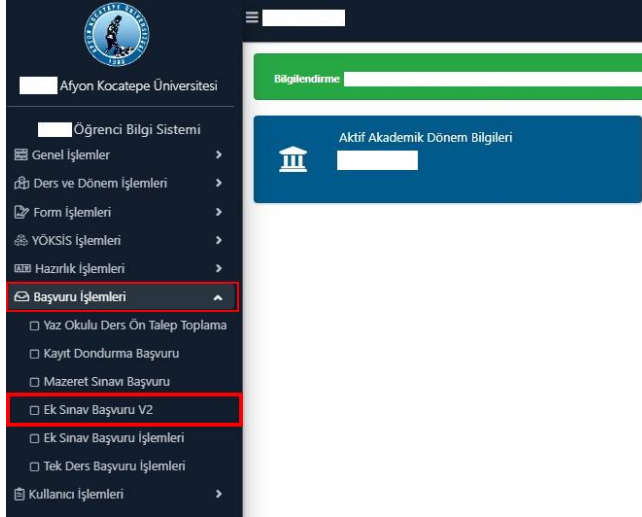 Afyon Kocatepe Üniversitesi
Öğrenci Bilgi Sistemi
Genel İşlemler
Ders ve Dönem İşlemleri
Form İşlemleri
YÖKSİS İşlemleri
Hazırlık İşlemleri
Başvuru İşlemleri
Yaz Okulu Ders Ön Talep Toplama
Kayıt Dondurma Başvuru
Mazeret Sınavı Başvuru
Ek Sınav Başvuru V2
Ek Sınav Başvuru İşlemleri
Tek Ders Başvuru İşlemleri
Kullanıcı İşlemleri
Bilgilendirme
Aktif Akademik Dönem Bilgileri